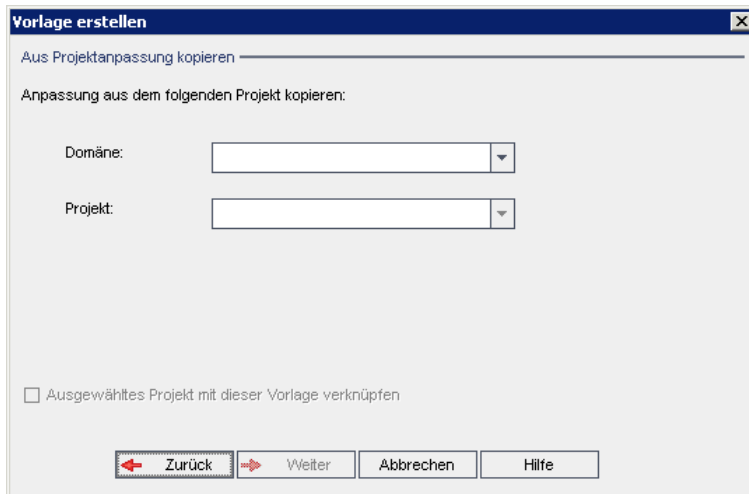 Vorlage erstellen
Aus Projektanpassung kopieren
Anpassung aus dem folgenden Projekt kopieren:
Domäne:
Projekt:
Ausgewähltes Projekt mit dieser Vorlage verknüpfen
Zurück Weiter Abbrechen Hilfe